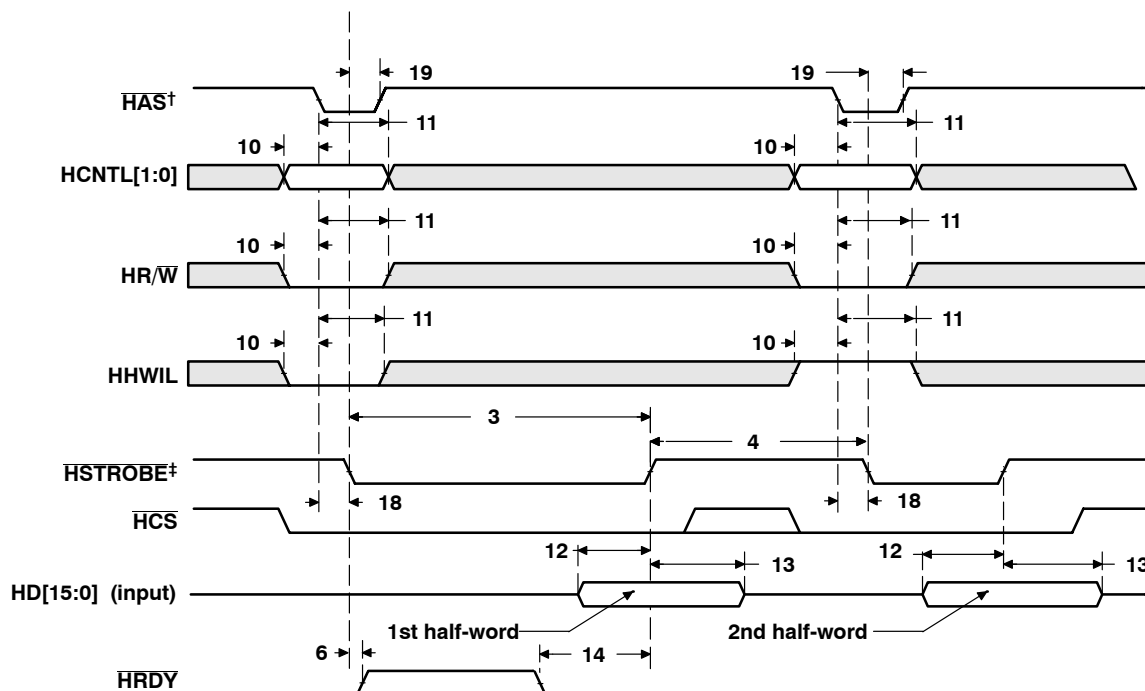 19
19
HAS†
11
11
10
10
HCNTL[1:0]
11
11
10
10
HR/W
11
11
10
10
HHWIL
3
4
HSTROBE‡
18
18
HCS
12
12
13
13
HD[15:0] (input)
1st half-word
2nd half-word
6
14
HRDY